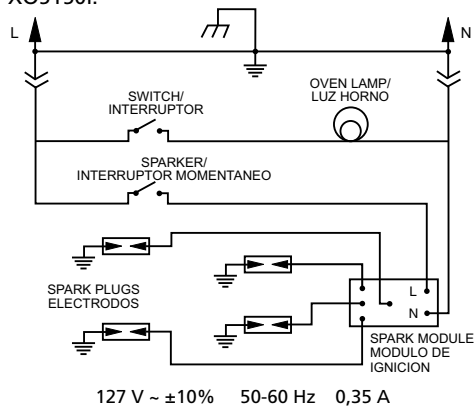 L
N
SWITCH/
INTERRUPTOR
OVEN LAMP/
LUZ HORNO
SPARKER/
INTERRUPTOR MOMENTANEO
SPARK PLUGS
ELECTRODOS
L
N
SPARK MODULE
MODULO DE
IGNICION
127 V ~ ±10% 50-60 Hz 0,35 A